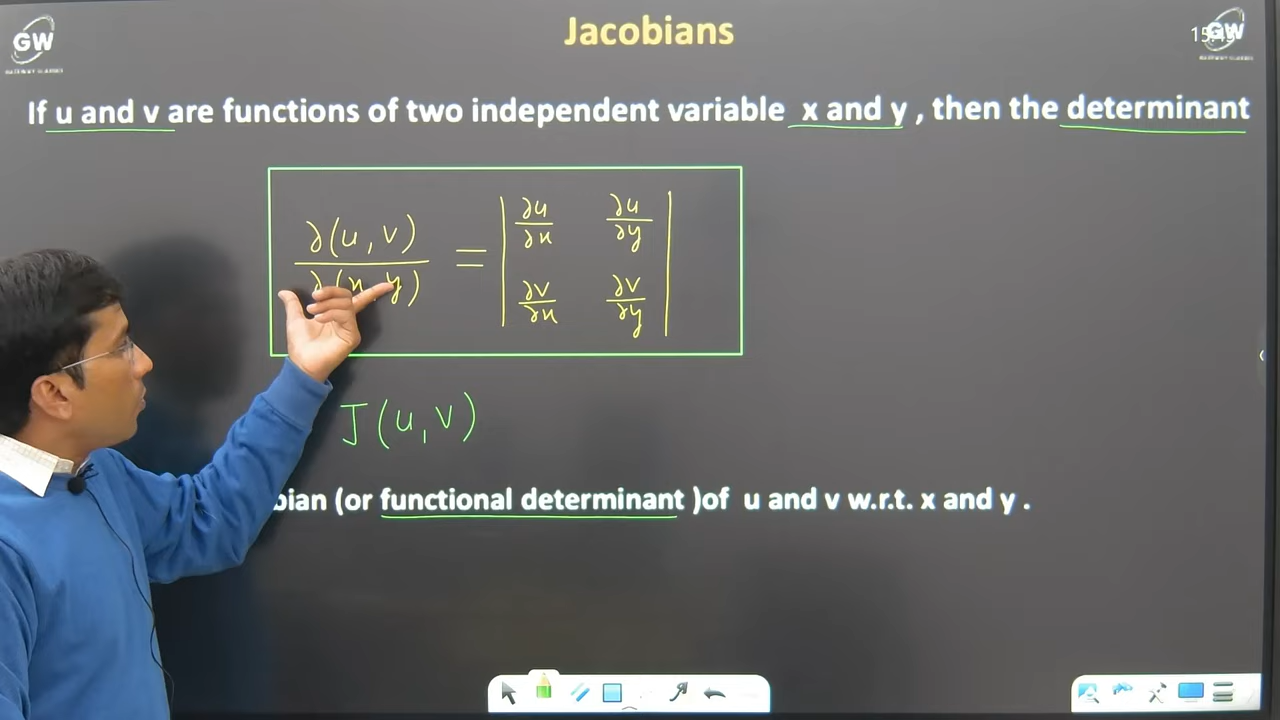 Jacobians
GW
GW
If u and v are functions of two independent variable x and y , then the determinant
∂(u, v) / ∂(x, y) = | ∂u/∂x ∂u/∂y |
| ∂v/∂x ∂v/∂y |
J (u, v)
(or functional determinant )of u and v w.r.t. x and y .